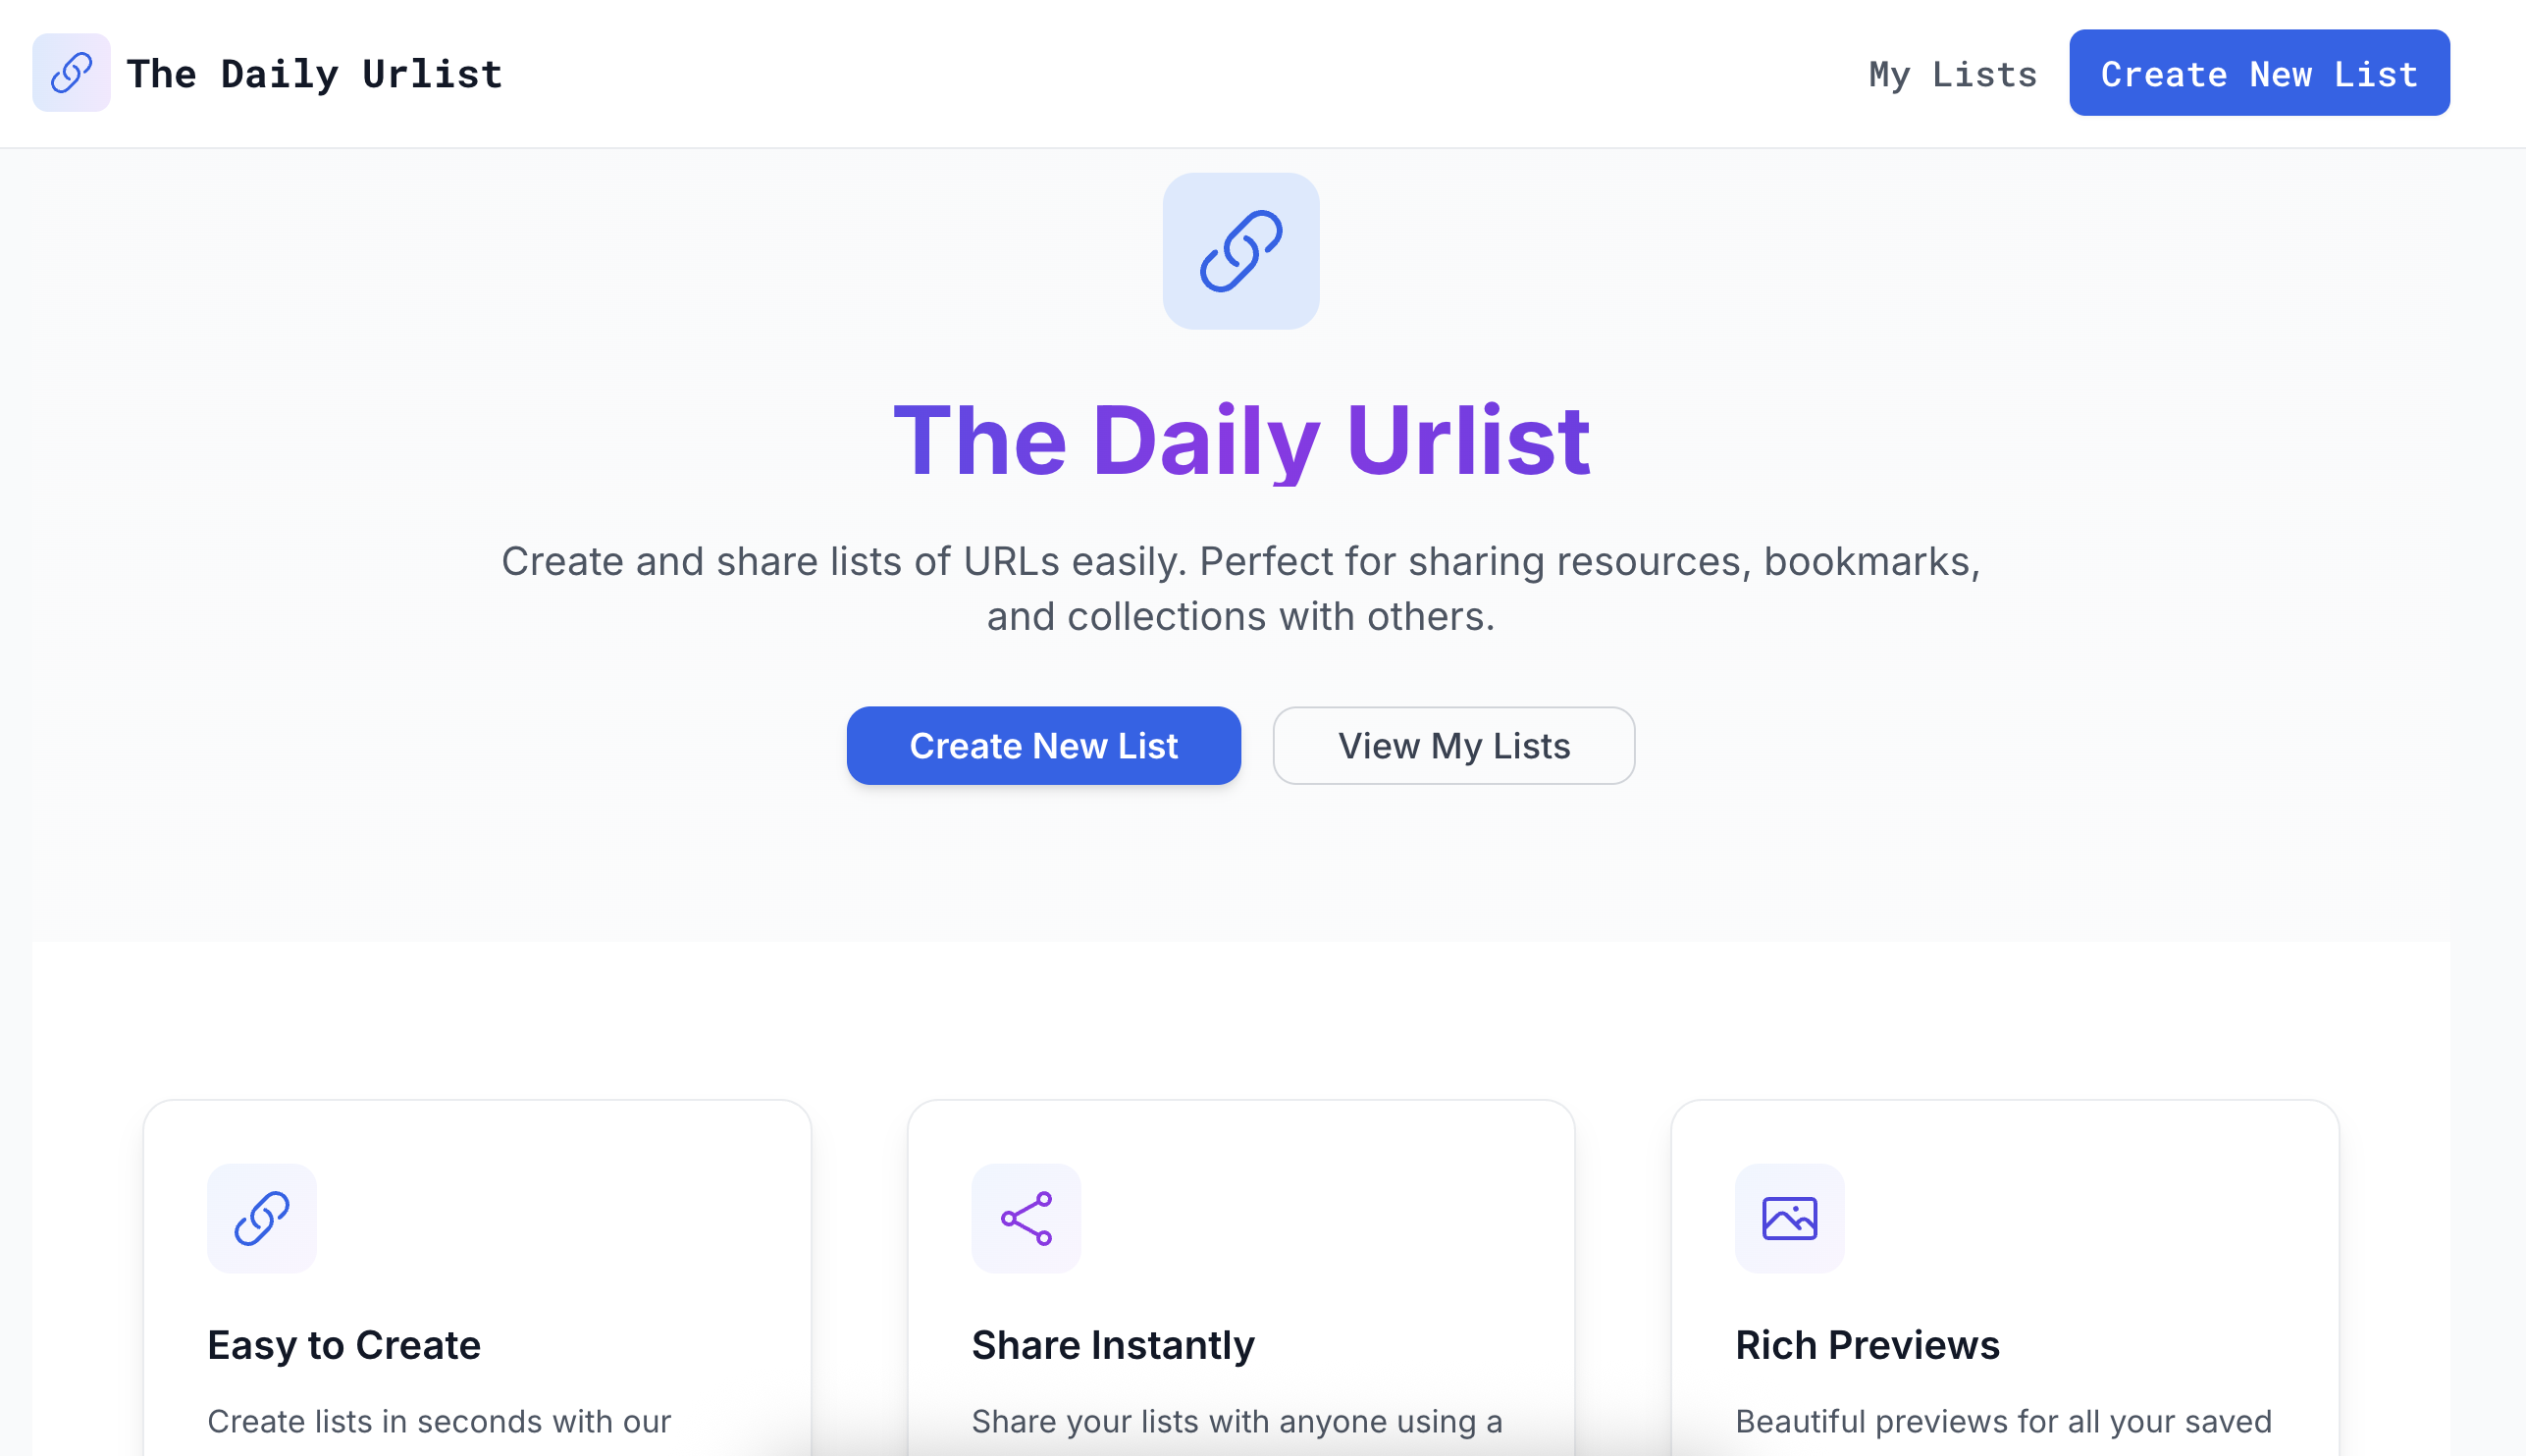 The Daily Urlist
My Lists
Create New List
The Daily Urlist
Create and share lists of URLs easily. Perfect for sharing resources, bookmarks,
and collections with others.
Create New List
View My Lists
Easy to Create
Create lists in seconds with our
Share Instantly
Share your lists with anyone using a
Rich Previews
Beautiful previews for all your saved